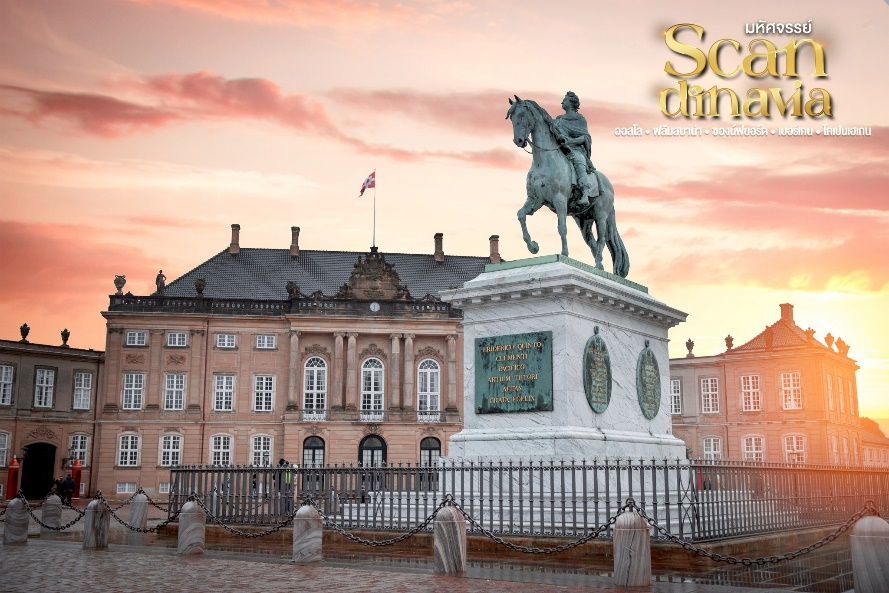 มหัศจรรย์
Scan
dinavia
ออสโล • ฟลัมสบาน่า • ซองน์ฟยอร์ด • เบอร์เกน • โคเปนเฮเกน
FRIDERICO QUINTO
CLEMENTI
PACIFICO
ARTIUM TUTORI
GRATA POSUIT